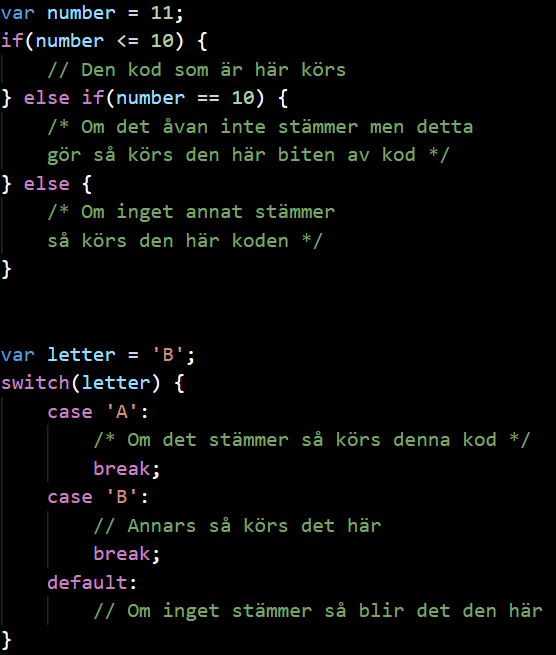 var number = 11;
if(number <= 10) {
    // Den kod som är här körs
} else if(number == 10) {
    /* Om det åvan inte stämmer men detta
    gör så körs den här biten av kod */
} else {
    /* Om inget annat stämmer
    så körs den här koden */
}
var letter = 'B';
switch(letter) {
    case 'A':
        /* Om det stämmer så körs denna kod */
        break;
    case 'B':
        // Annars så körs det här
        break;
    default:
        // Om inget stämmer så blir det den här
}